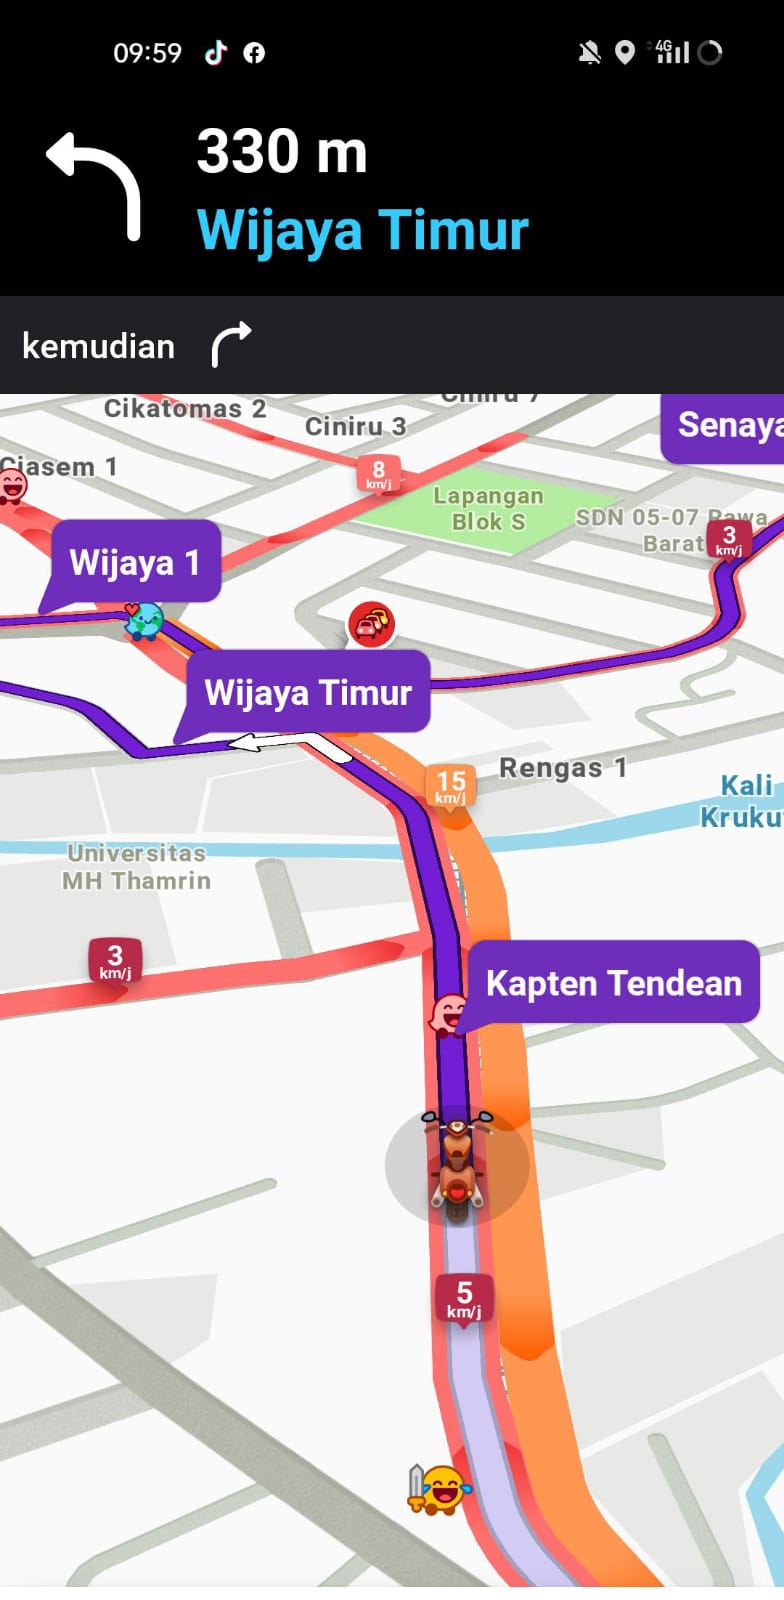 09:59
4G
330 m
Wijaya Timur
kemudian
Cikatomas 2
Ciniru 3
Senaya
Ciasem 1
8
km/j
Lapangan
Blok S
SDN 05-07 Rawa
Barat
3
km/j
Wijaya 1
Wijaya Timur
Rengas 1
15
km/j
Kali
Kruku
Universitas
MH Thamrin
3
km/j
Kapten Tendean
5
km/j